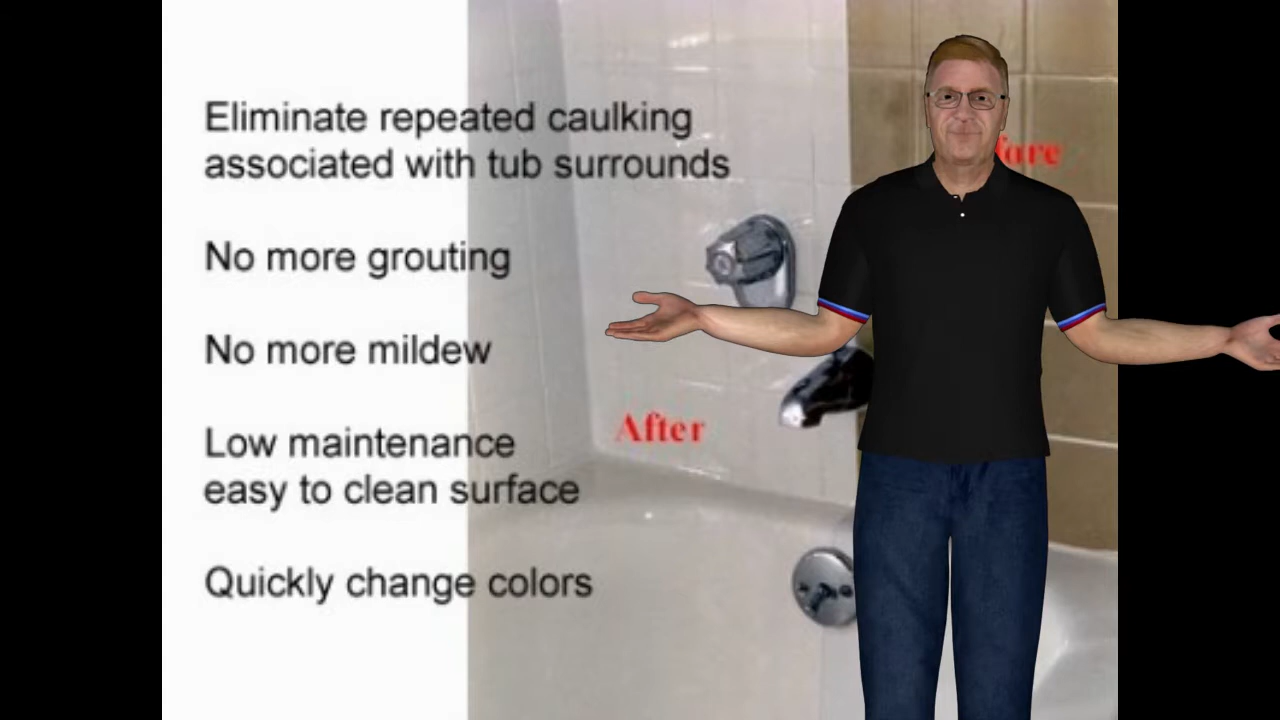 Eliminate repeated caulking
associated with tub surrounds
No more grouting
No more mildew
Low maintenance
easy to clean surface
Quickly change colors
After